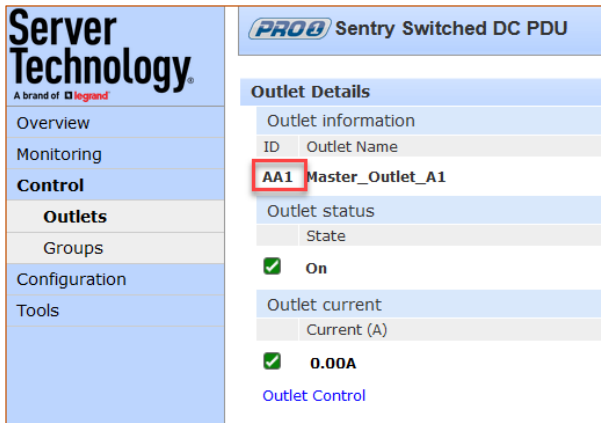 Server
Technology®
A brand of legrand®
PRO1 Sentry Switched DC PDU
Overview
Monitoring
Control
Outlets
Groups
Configuration
Tools
Outlet Details
Outlet information
ID Outlet Name
AA1 Master_Outlet_A1
Outlet status
State
On
Outlet current
Current (A)
0.00A
Outlet Control